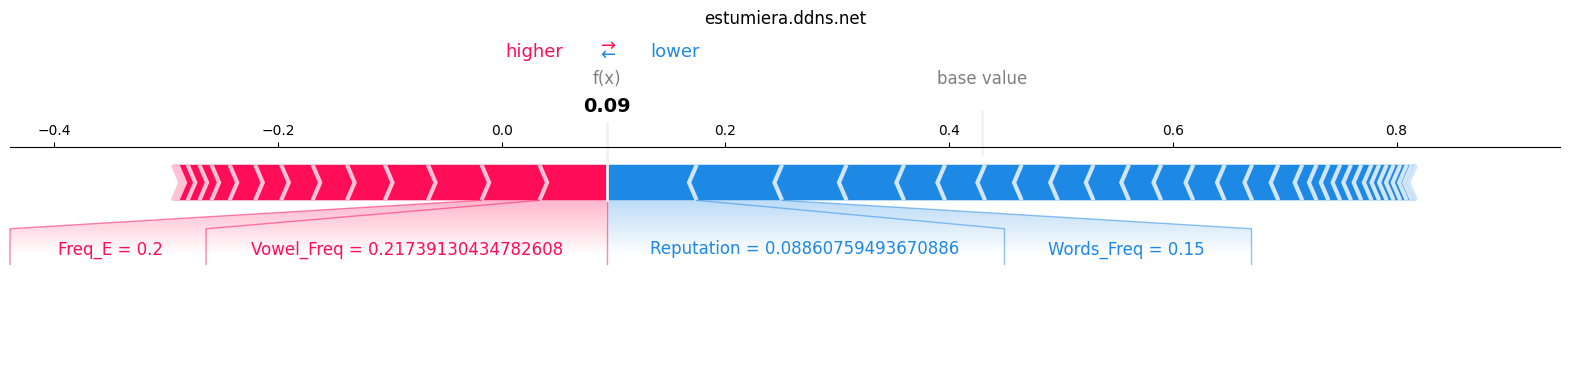 estumiera.ddns.net
higher ⇄ lower
f(x) base value
0.09
−0.4 −0.2 0.0 0.2 0.4 0.6 0.8
Freq_E = 0.2 Vowel_Freq = 0.21739130434782608 Reputation = 0.08860759493670886 Words_Freq = 0.15